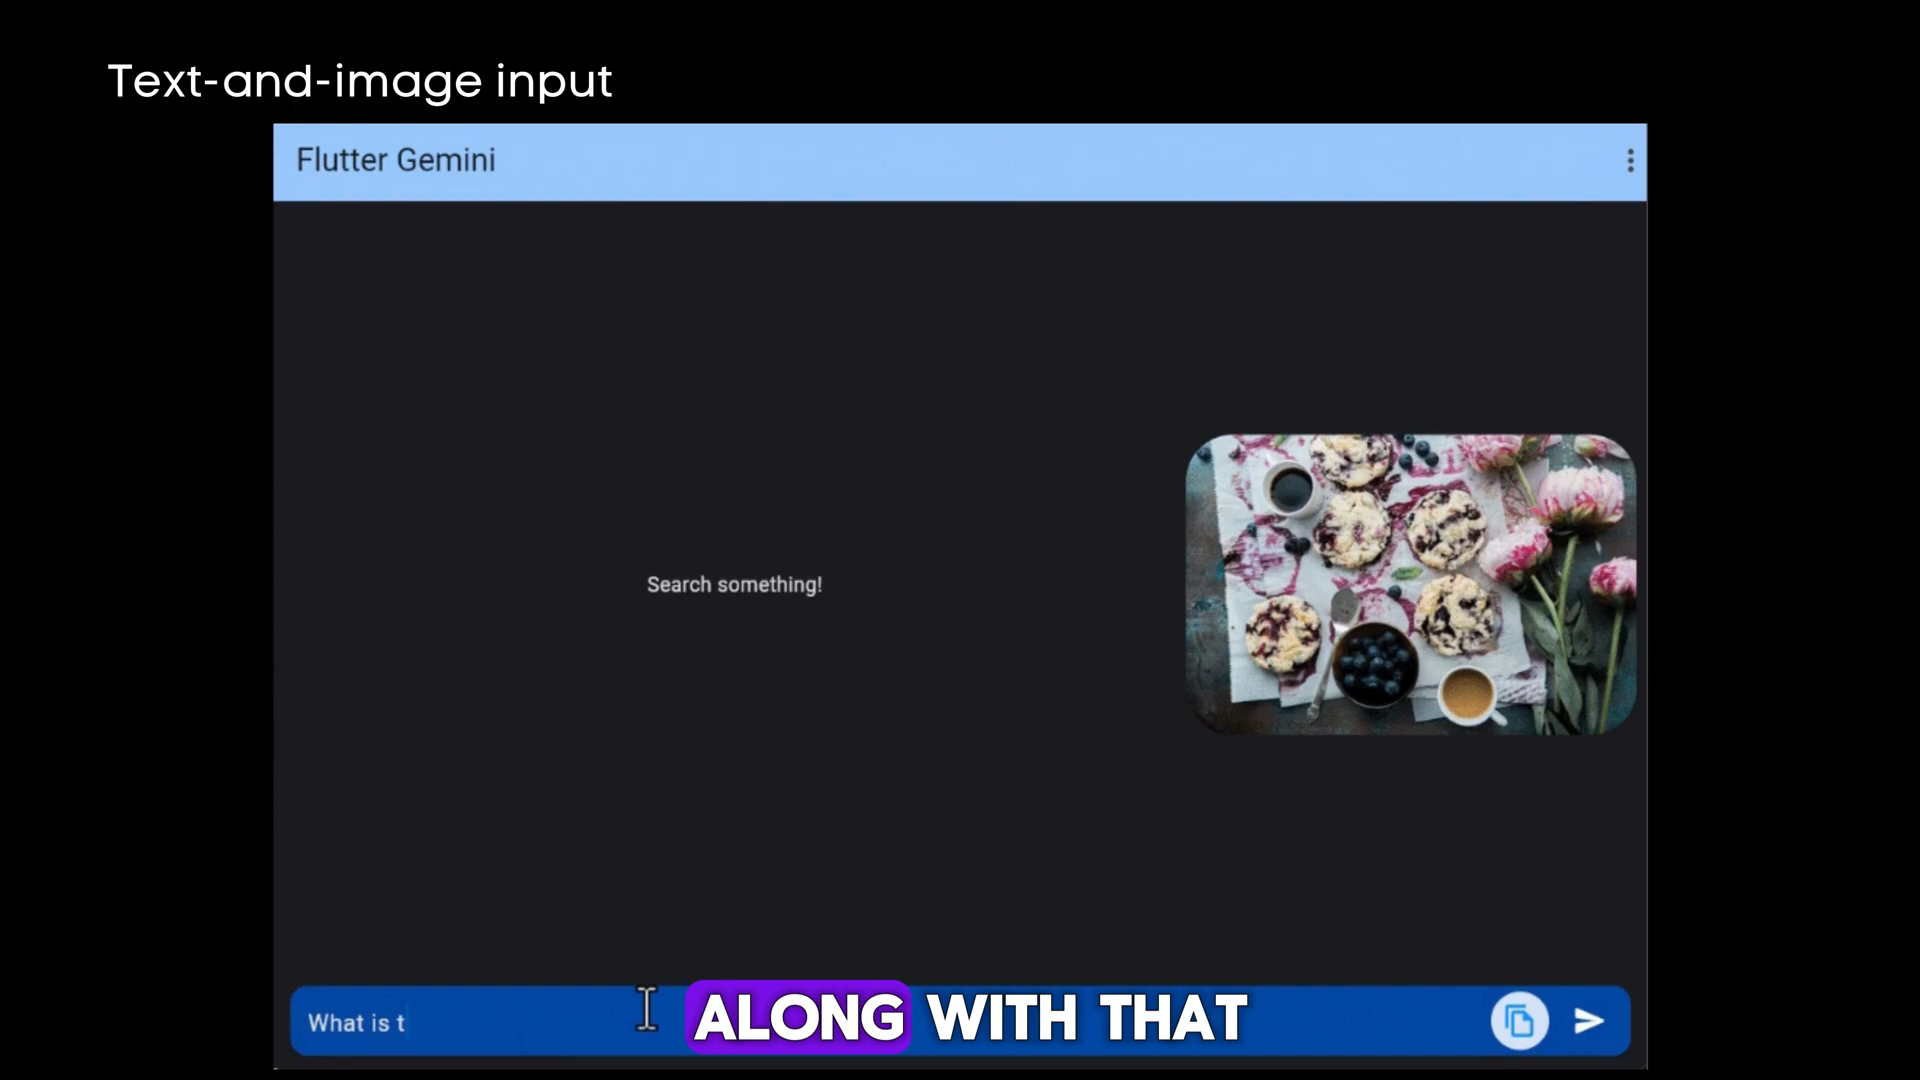 Text-and-image input
Flutter Gemini
Search something!
What is t
ALONG WITH THAT